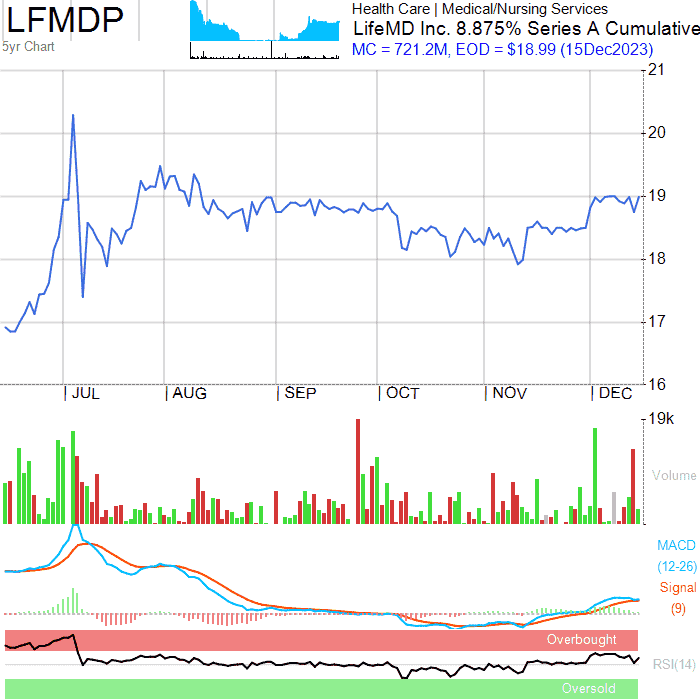 LFMDP
5yr Chart
Health Care | Medical/Nursing Services
LifeMD Inc. 8.875% Series A Cumulative
MC = 721.2M, EOD = $18.99 (15Dec2023)
21
20
19
18
17
16
JUL AUG SEP OCT NOV DEC
19k
Volume
MACD
(12-26)
Signal
(9)
Overbought
RSI(14)
Oversold